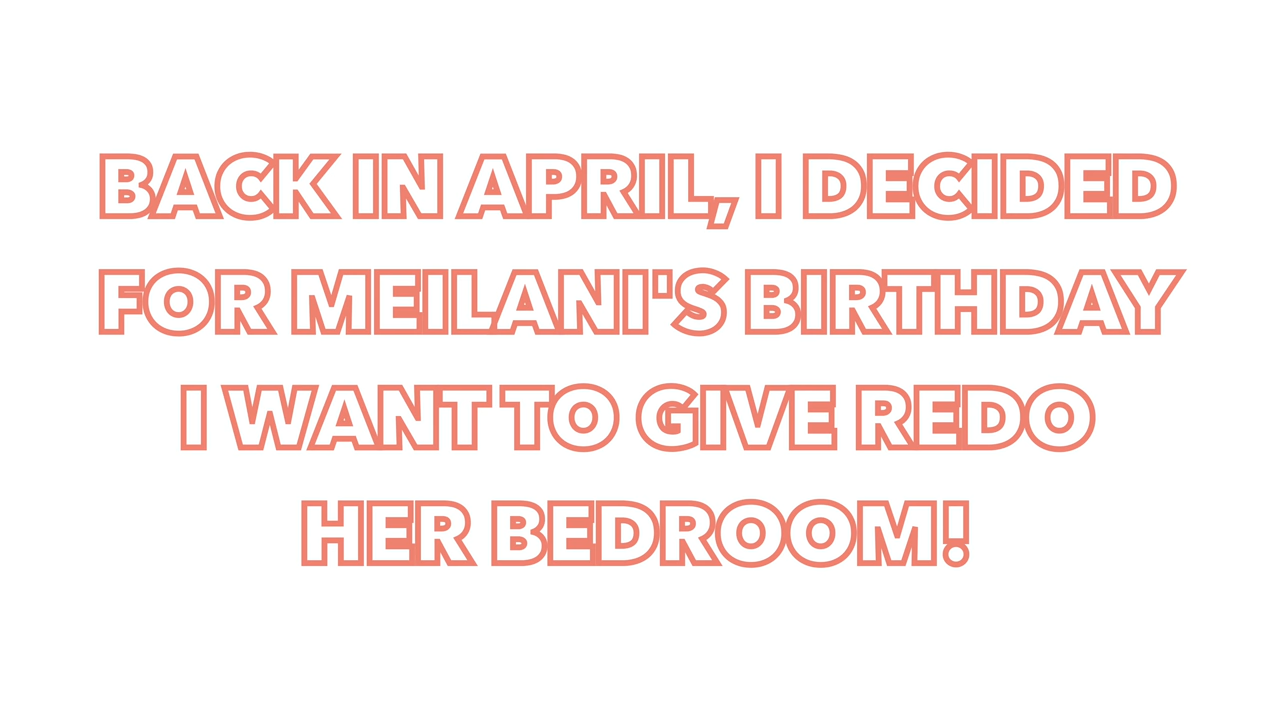 BACK IN APRIL, I DECIDED
FOR MEILANI'S BIRTHDAY
I WANT TO GIVE REDO
HER BEDROOM!